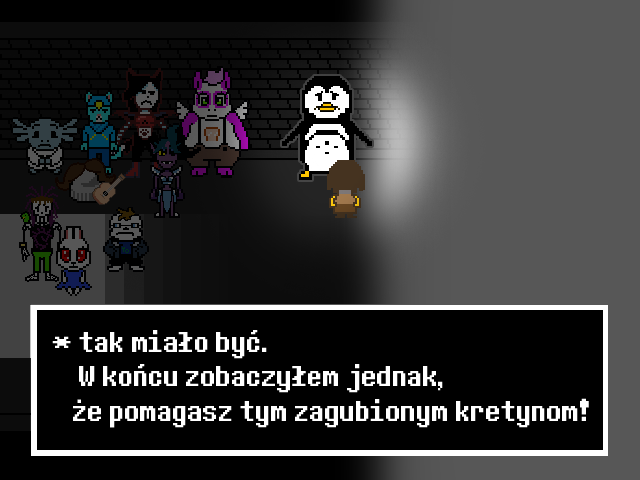 * tak miało być.
W końcu zobaczyłem jednak,
że pomagasz tym zagubionym kretynom!